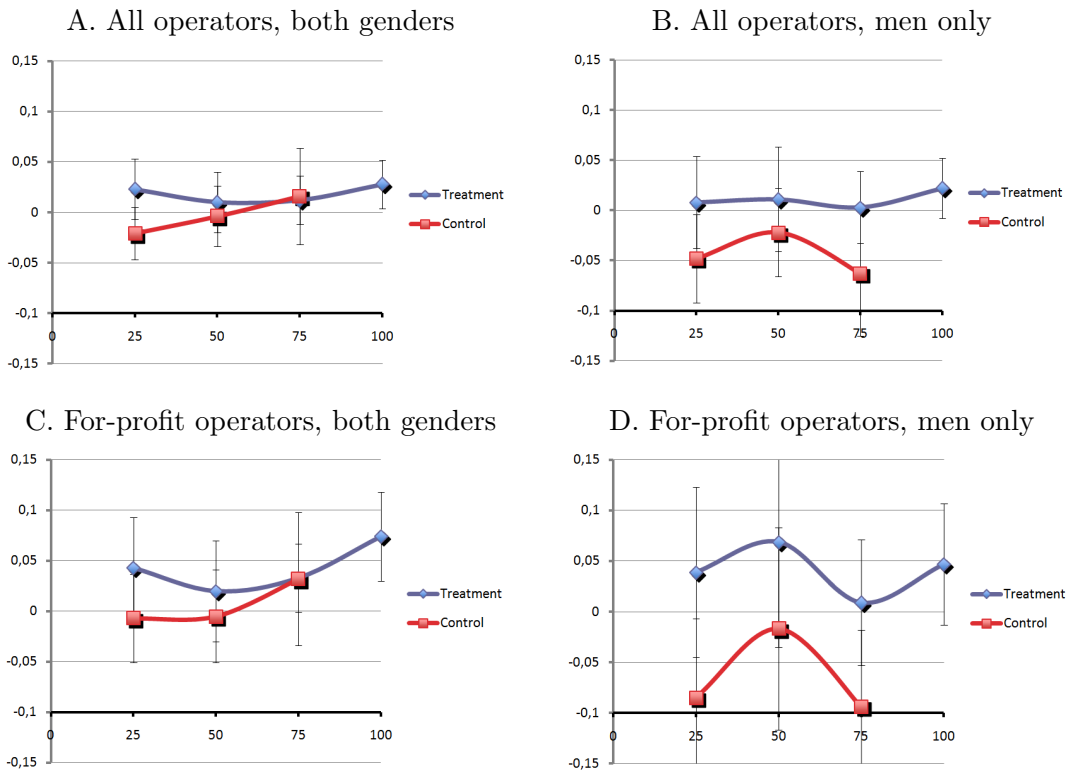 A. All operators, both genders
0,15
0,1
0,05
0
-0,05
-0,1
-0,15
0 25 50 75 100
Treatment
Control
B. All operators, men only
0,15
0,1
0,05
0
-0,05
-0,1
-0,15
0 25 50 75 100
Treatment
Control
C. For-profit operators, both genders
0,15
0,1
0,05
0
-0,05
-0,1
-0,15
0 25 50 75 100
Treatment
Control
D. For-profit operators, men only
0,15
0,1
0,05
0
-0,05
-0,1
-0,15
0 25 50 75 100
Treatment
Control